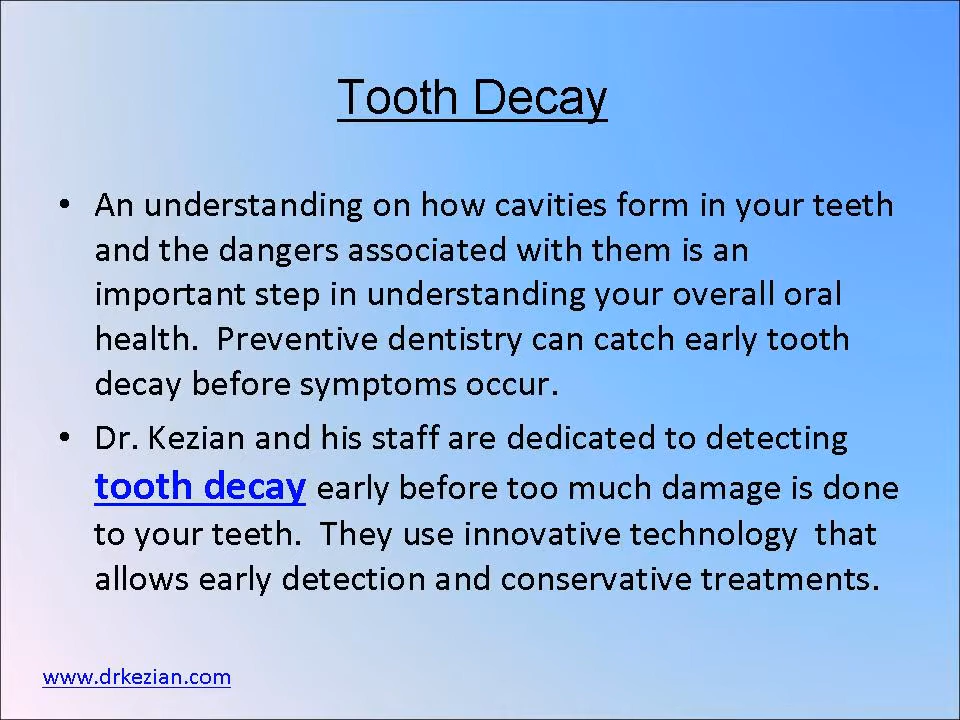 Tooth Decay
• An understanding on how cavities form in your teeth
and the dangers associated with them is an
important step in understanding your overall oral
health.  Preventive dentistry can catch early tooth
decay before symptoms occur.
• Dr. Kezian and his staff are dedicated to detecting
tooth decay early before too much damage is done
to your teeth.  They use innovative technology  that
allows early detection and conservative treatments.
www.drkezian.com